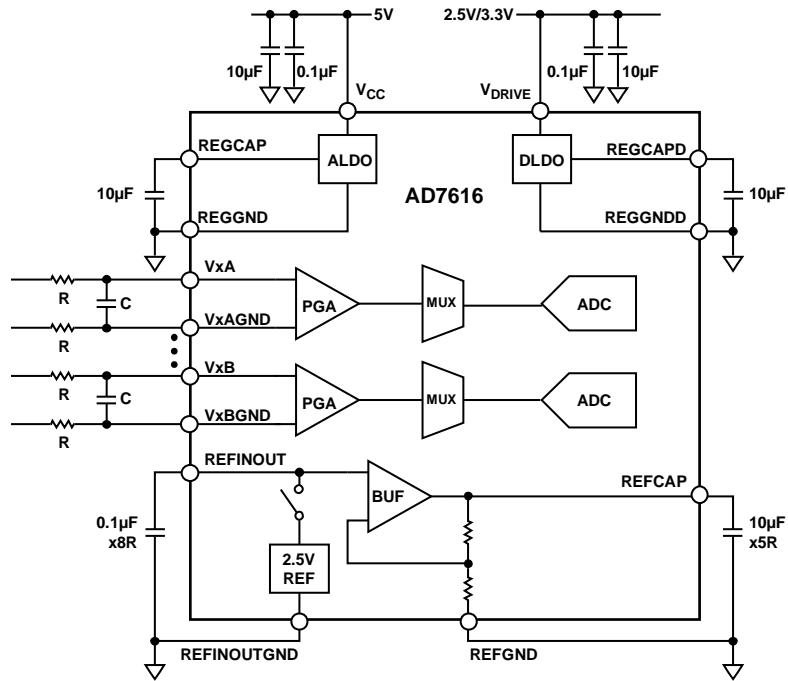 5V
2.5V/3.3V
10µF
0.1µF
0.1µF
10µF
VCC
VDRIVE
REGCAP
ALDO
DLDO
REGCAPD
10µF
AD7616
10µF
REGGND
REGGNDD
VxA
R
C
PGA
MUX
ADC
VxAGND
R
VxB
R
C
PGA
MUX
ADC
VxBGND
R
REFINOUT
BUF
REFCAP
0.1µF
x8R
10µF
x5R
2.5V
REF
REFINOUTGND
REFGND